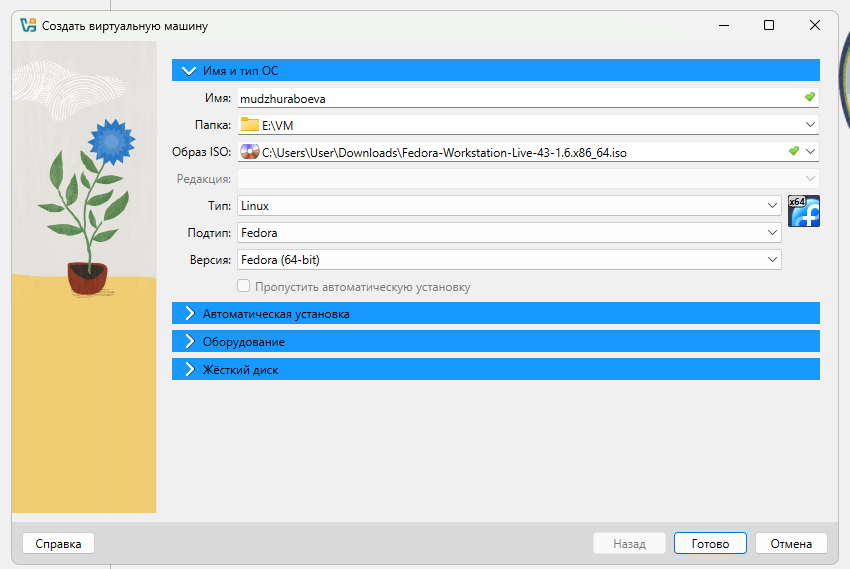 Создать виртуальную машину
Имя и тип ОС
Имя: mudzhuraboeva
Папка: E:\VM
Образ ISO: C:\Users\User\Downloads\Fedora-Workstation-Live-43-1.6.x86_64.iso
Редакция:
Тип: Linux
x64
Подтип: Fedora
Версия: Fedora (64-bit)
Пропустить автоматическую установку
Автоматическая установка
Оборудование
Жёсткий диск
Справка Назад Готово Отмена